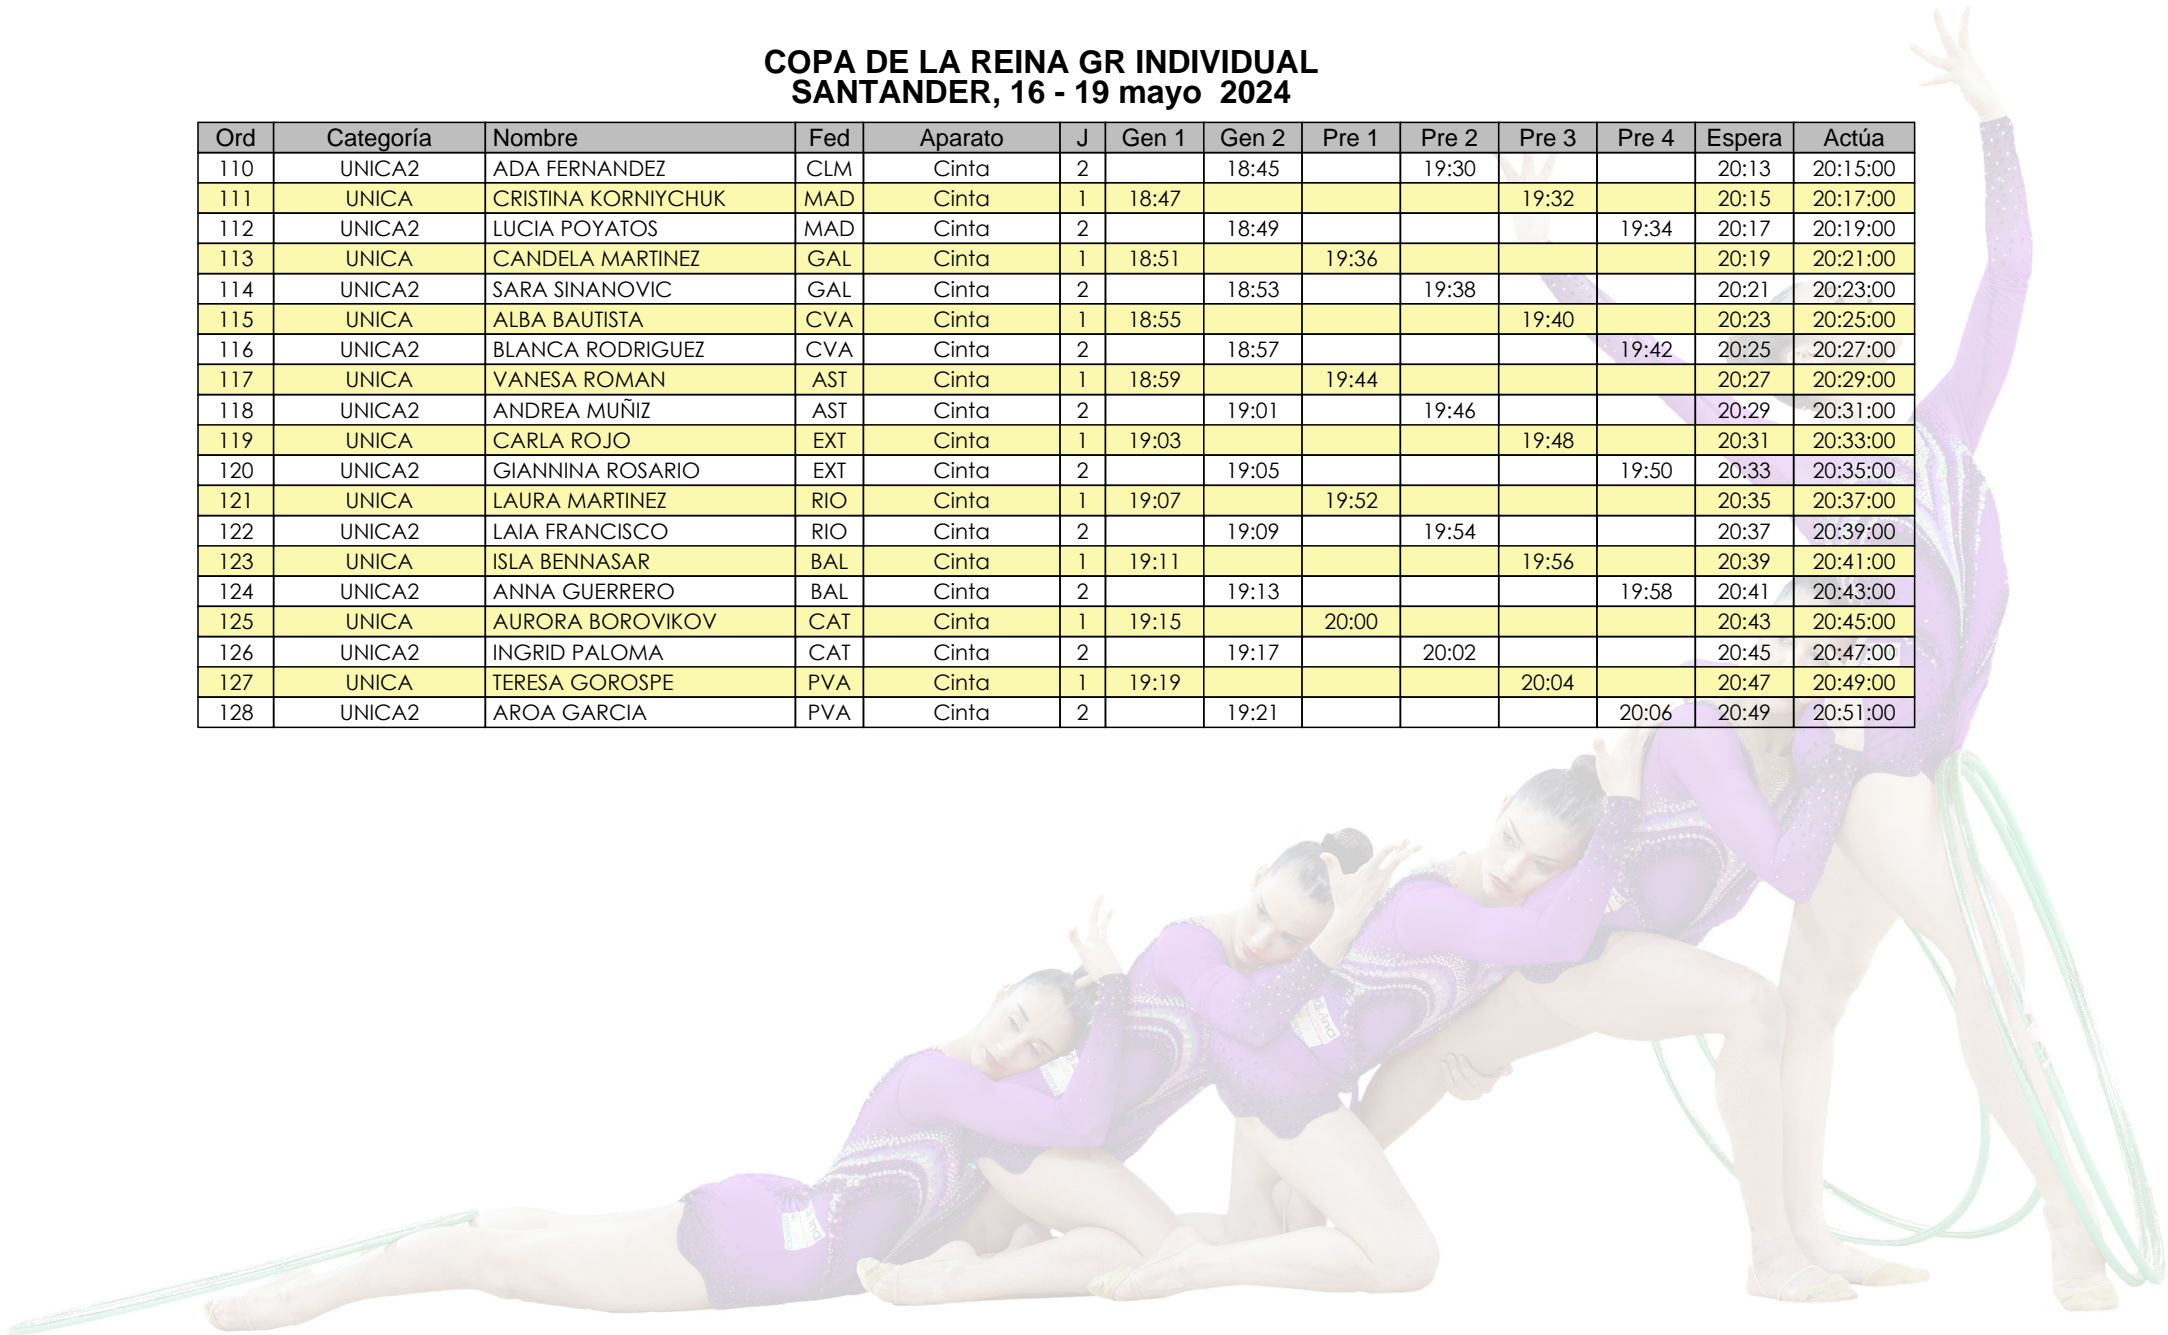 COPA DE LA REINA GR INDIVIDUAL
SANTANDER, 16 - 19 mayo 2024
Ord Categoría Nombre Fed Aparato J Gen 1 Gen 2 Pre 1 Pre 2 Pre 3 Pre 4 Espera Actúa
110 UNICA2 ADA FERNANDEZ CLM Cinta 2 18:45 19:30 20:13 20:15:00
111 UNICA CRISTINA KORNIYCHUK MAD Cinta 1 18:47 19:32 20:15 20:17:00
112 UNICA2 LUCIA POYATOS MAD Cinta 2 18:49 19:34 20:17 20:19:00
113 UNICA CANDELA MARTINEZ GAL Cinta 1 18:51 19:36 20:19 20:21:00
114 UNICA2 SARA SINANOVIC GAL Cinta 2 18:53 19:38 20:21 20:23:00
115 UNICA ALBA BAUTISTA CVA Cinta 1 18:55 19:40 20:23 20:25:00
116 UNICA2 BLANCA RODRIGUEZ CVA Cinta 2 18:57 19:42 20:25 20:27:00
117 UNICA VANESA ROMAN AST Cinta 1 18:59 19:44 20:27 20:29:00
118 UNICA2 ANDREA MUÑIZ AST Cinta 2 19:01 19:46 20:29 20:31:00
119 UNICA CARLA ROJO EXT Cinta 1 19:03 19:48 20:31 20:33:00
120 UNICA2 GIANNINA ROSARIO EXT Cinta 2 19:05 19:50 20:33 20:35:00
121 UNICA LAURA MARTINEZ RIO Cinta 1 19:07 19:52 20:35 20:37:00
122 UNICA2 LAIA FRANCISCO RIO Cinta 2 19:09 19:54 20:37 20:39:00
123 UNICA ISLA BENNASAR BAL Cinta 1 19:11 19:56 20:39 20:41:00
124 UNICA2 ANNA GUERRERO BAL Cinta 2 19:13 19:58 20:41 20:43:00
125 UNICA AURORA BOROVIKOV CAT Cinta 1 19:15 20:00 20:43 20:45:00
126 UNICA2 INGRID PALOMA CAT Cinta 2 19:17 20:02 20:45 20:47:00
127 UNICA TERESA GOROSPE PVA Cinta 1 19:19 20:04 20:47 20:49:00
128 UNICA2 AROA GARCIA PVA Cinta 2 19:21 20:06 20:49 20:51:00